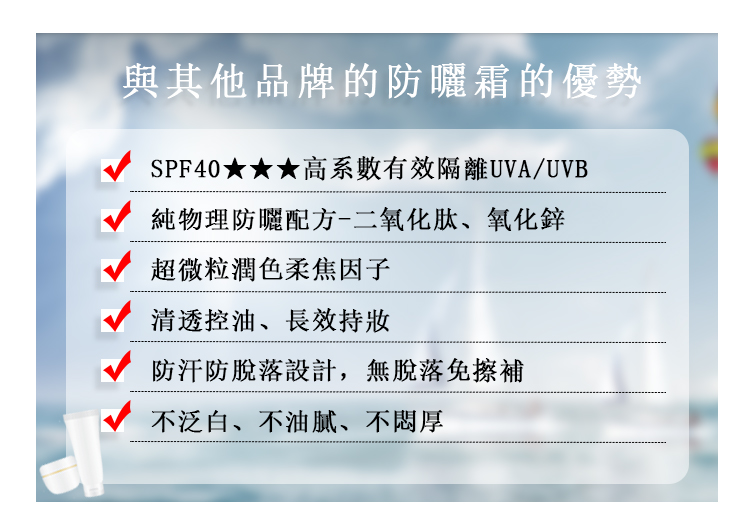 與其他品牌的防曬霜的優勢
SPF40★★★高系數有效隔離UVA/UVB
純物理防曬配方-二氧化肽、氧化鋅
超微粒潤色柔焦因子
清透控油、長效持妝
防汗防脫落設計，無脫落免擦補
不泛白、不油膩、不悶厚